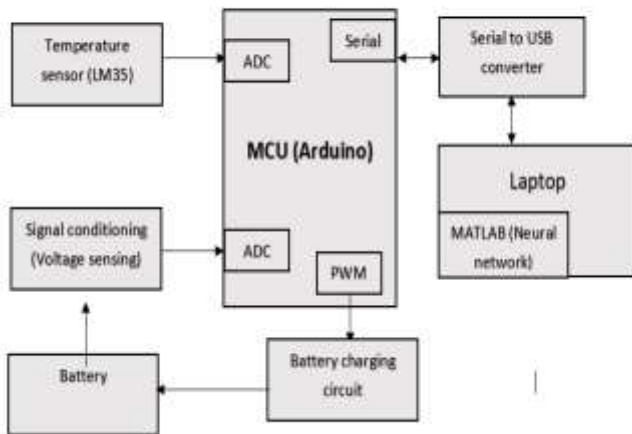 Temperature
sensor (LM35)
ADC
Serial
Serial to USB
converter
MCU (Arduino)
Laptop
MATLAB (Neural
network)
Signal conditioning
(Voltage sensing)
ADC
PWM
Battery
Battery charging
circuit